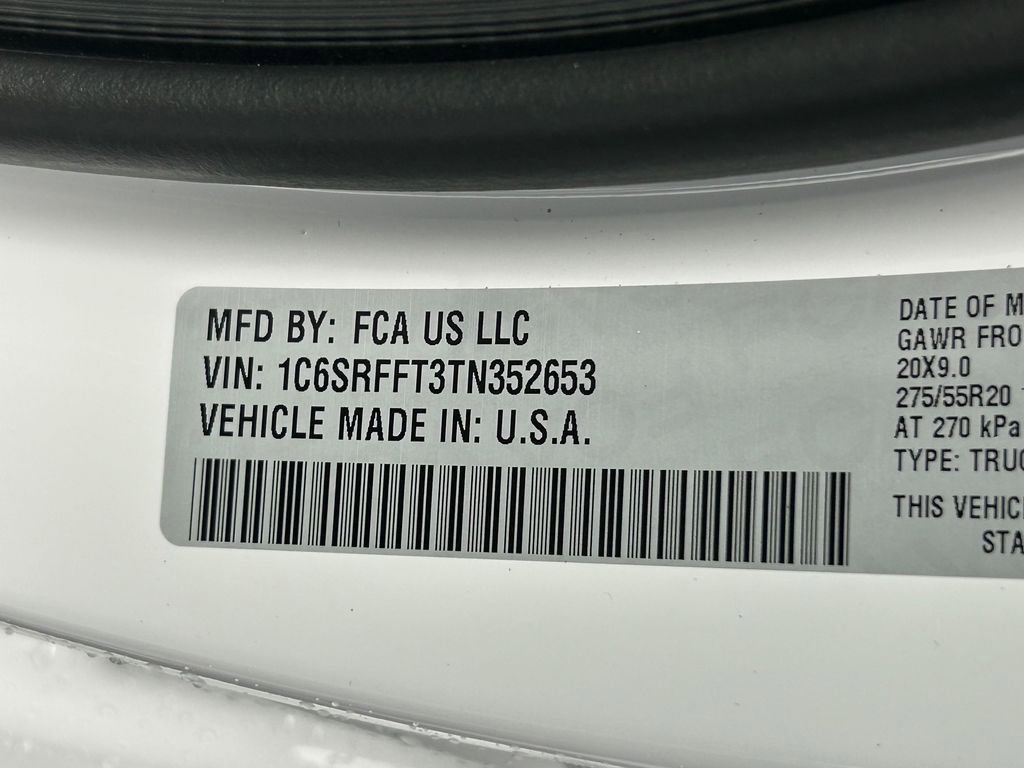 MFD BY: FCA US LLC
VIN: 1C6SRFFT3TN352653
VEHICLE MADE IN: U.S.A.
DATE OF M
GAWR FRO
20X9.0
275/55R20
AT 270 kPa
TYPE: TRUC
THIS VEHIC
STA